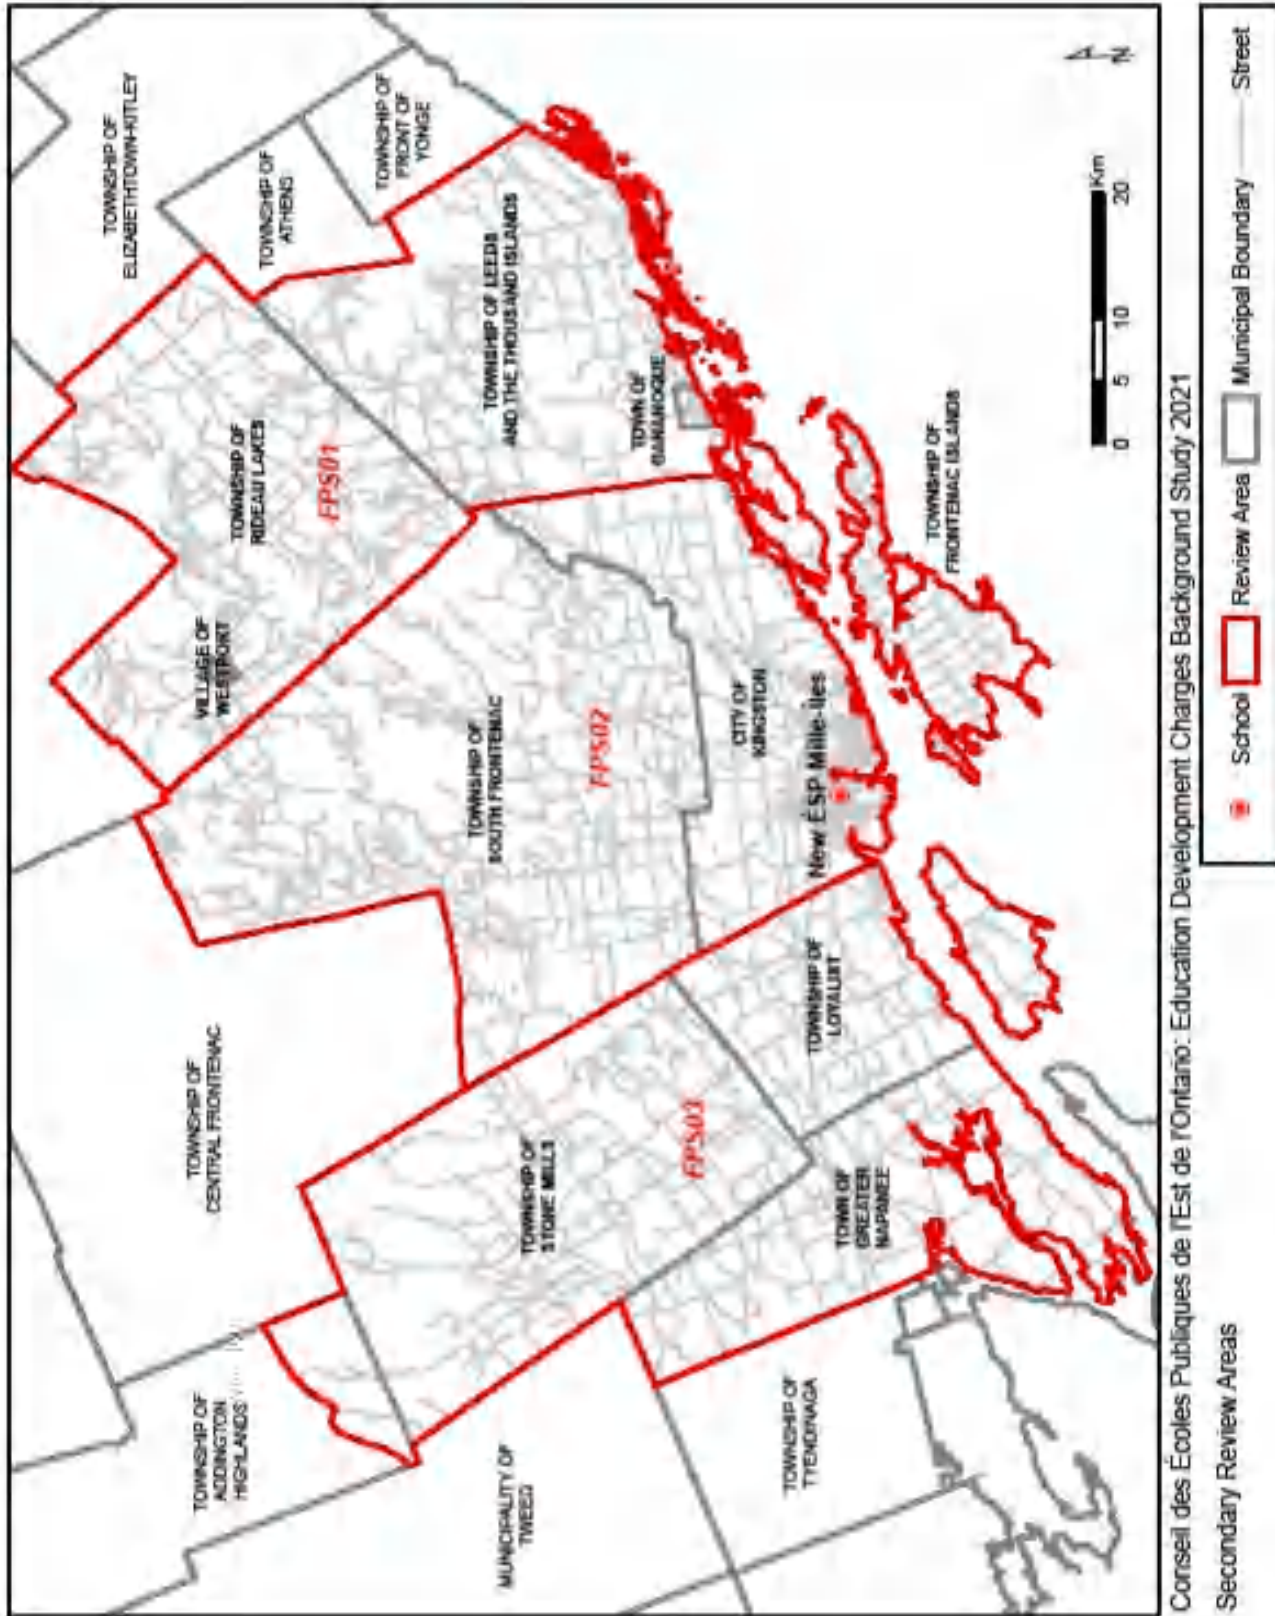 TOWNSHIP OF
ELIZABETHTOWN-KITLEY
TOWNSHIP OF
ATHENS
TOWNSHIP OF
FRONT OF
YONGE
TOWNSHIP OF
RIDEAU LAKES
FPS01
VILLAGE OF
WESTPORT
TOWNSHIP OF LEEDS
AND THE THOUSAND ISLANDS
TOWN OF
GANANOQUE
TOWNSHIP OF
CENTRAL FRONTENAC
TOWNSHIP OF
SOUTH FRONTENAC
FPS02
CITY OF
KINGSTON
New ÉSP Mille-îles
TOWNSHIP OF
FRONTENAC ISLANDS
TOWNSHIP OF
ADDINGTON
HIGHLANDS
TOWNSHIP OF
STONE MILLS
FPS03
TOWNSHIP OF
LOYALIST
TOWN OF
GREATER
NAPANEE
MUNICIPALITY OF
TWEED
TOWNSHIP OF
TYENDINAGA
N
0 5 10 20
Km
Conseil des Écoles Publiques de l'Est de l'Ontario: Education Development Charges Background Study 2021
Secondary Review Areas
School Review Area Municipal Boundary Street